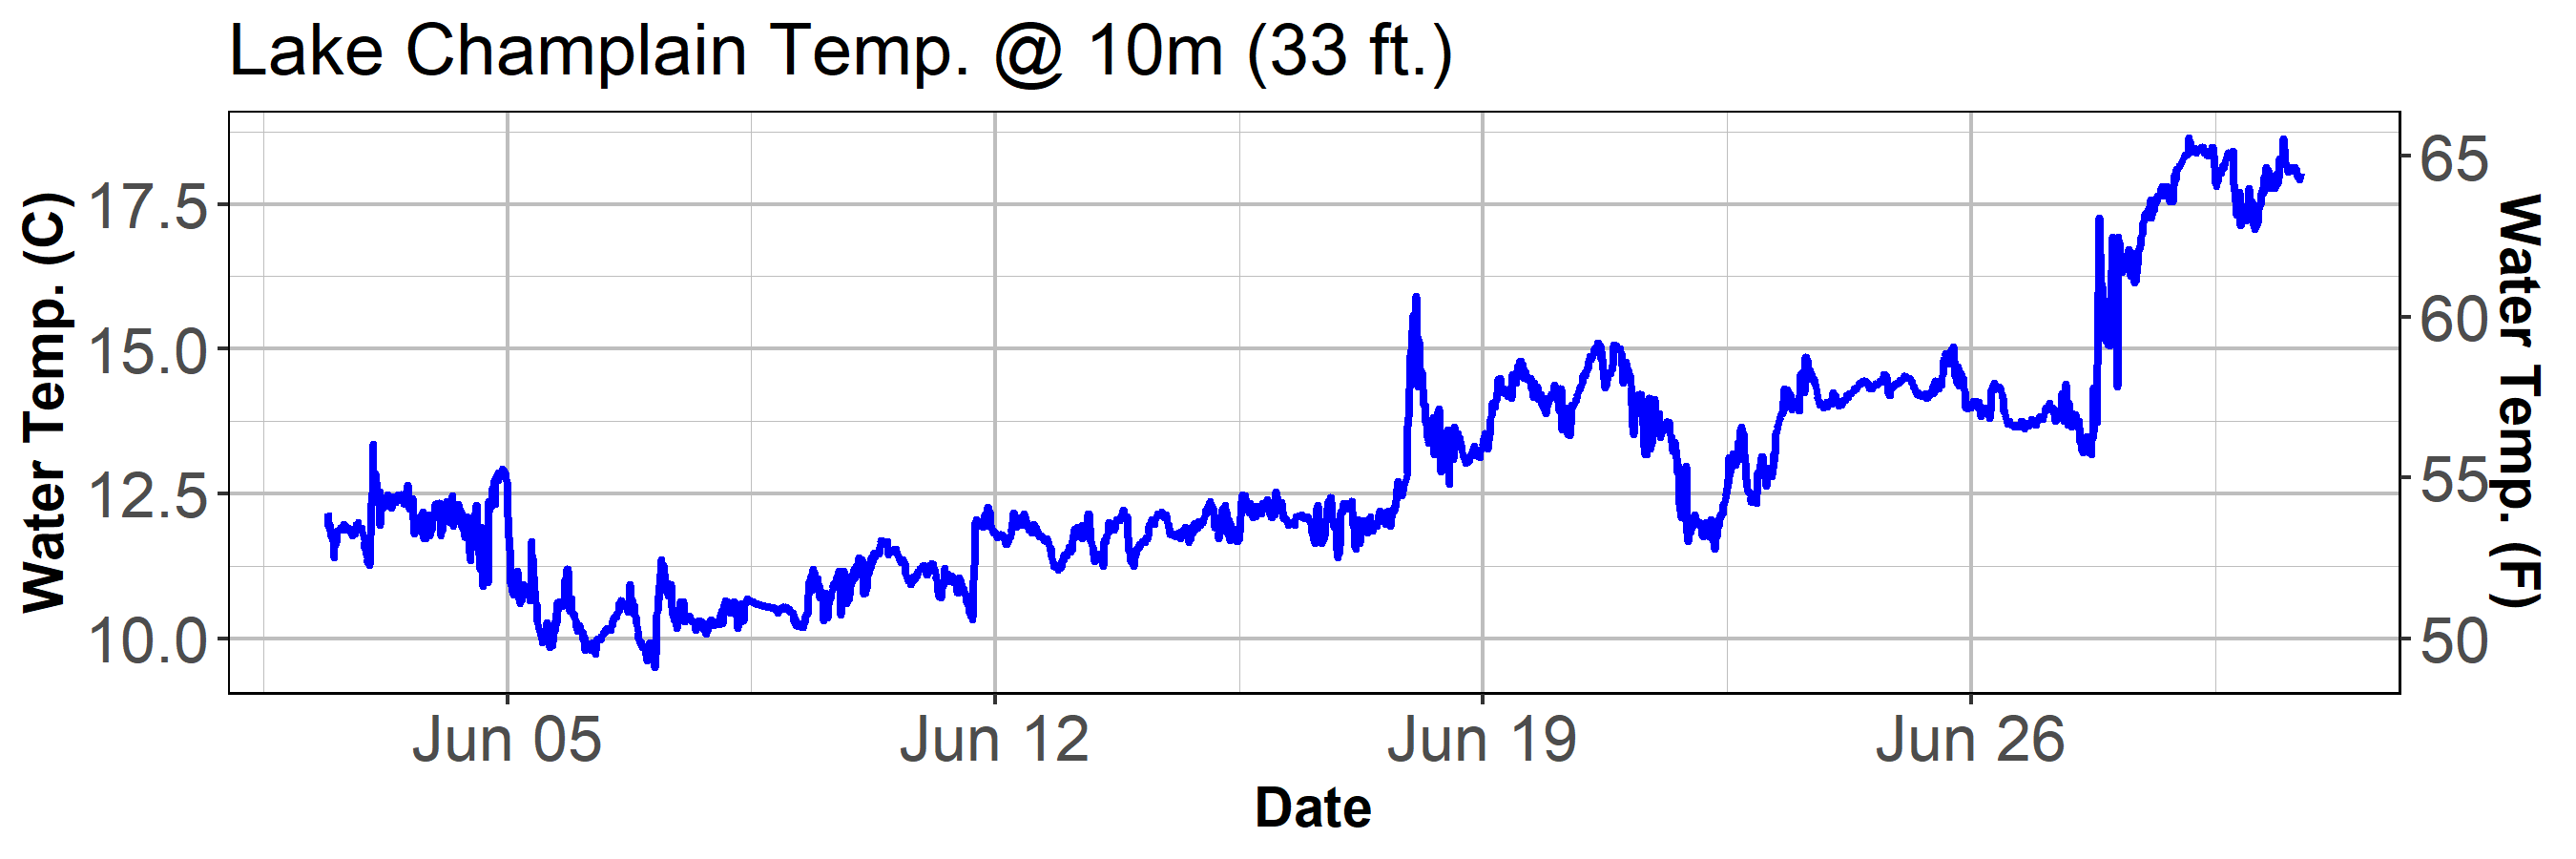 Lake Champlain Temp. @ 10m (33 ft.)
Water Temp. (C)
17.5
15.0
12.5
10.0
65
60
55
50
Water Temp. (F)
Jun 05 Jun 12 Jun 19 Jun 26
Date